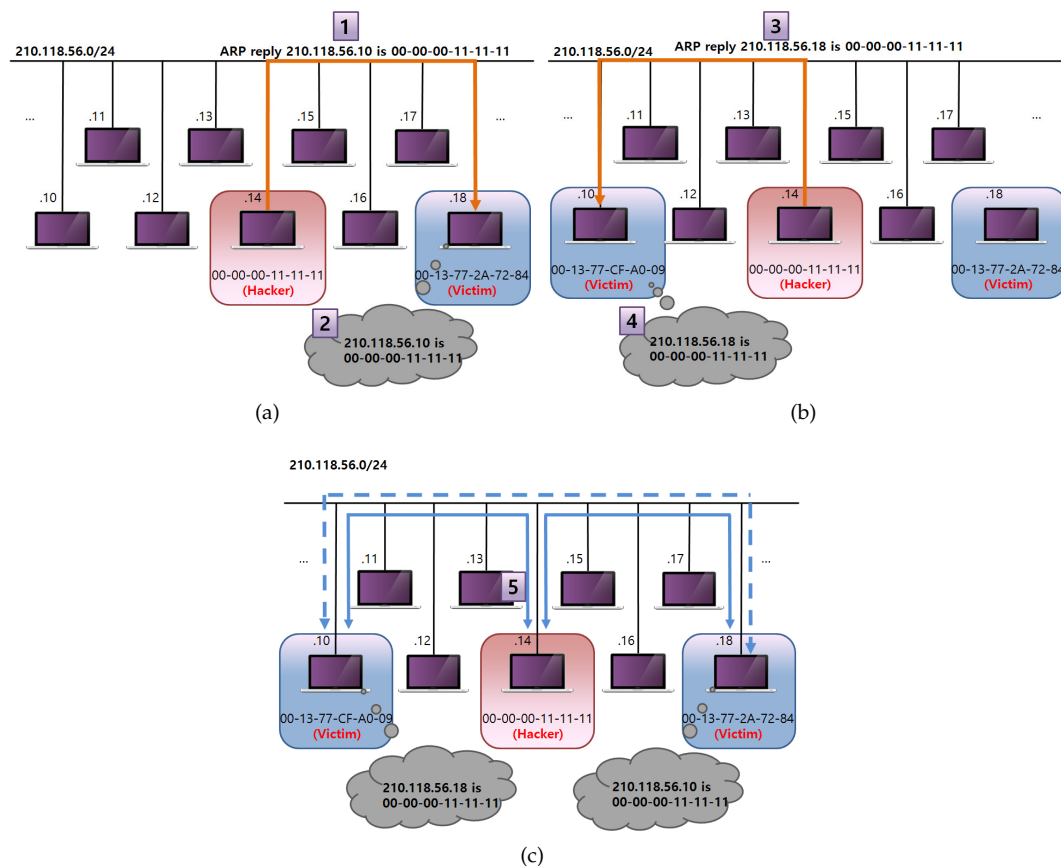 1
210.118.56.0/24
ARP reply 210.118.56.10 is 00-00-00-11-11-11
.11
.13
.15
.17
...
...
.10
.12
.14
.16
.18
00-00-00-11-11-11
(Hacker)
00-13-77-2A-72-84
(Victim)
2
210.118.56.10 is
00-00-00-11-11-11
(a)
3
210.118.56.0/24
ARP reply 210.118.56.18 is 00-00-00-11-11-11
.11
.13
.15
.17
...
...
.10
.12
.14
.16
.18
00-13-77-CF-A0-09
(Victim)
00-00-00-11-11-11
(Hacker)
00-13-77-2A-72-84
(Victim)
4
210.118.56.18 is
00-00-00-11-11-11
(b)
210.118.56.0/24
...
.11
.13
.15
.17
...
5
.10
.12
.14
.16
.18
00-13-77-CF-A0-09
(Victim)
00-00-00-11-11-11
(Hacker)
00-13-77-2A-72-84
(Victim)
210.118.56.18 is
00-00-00-11-11-11
210.118.56.10 is
00-00-00-11-11-11
(c)